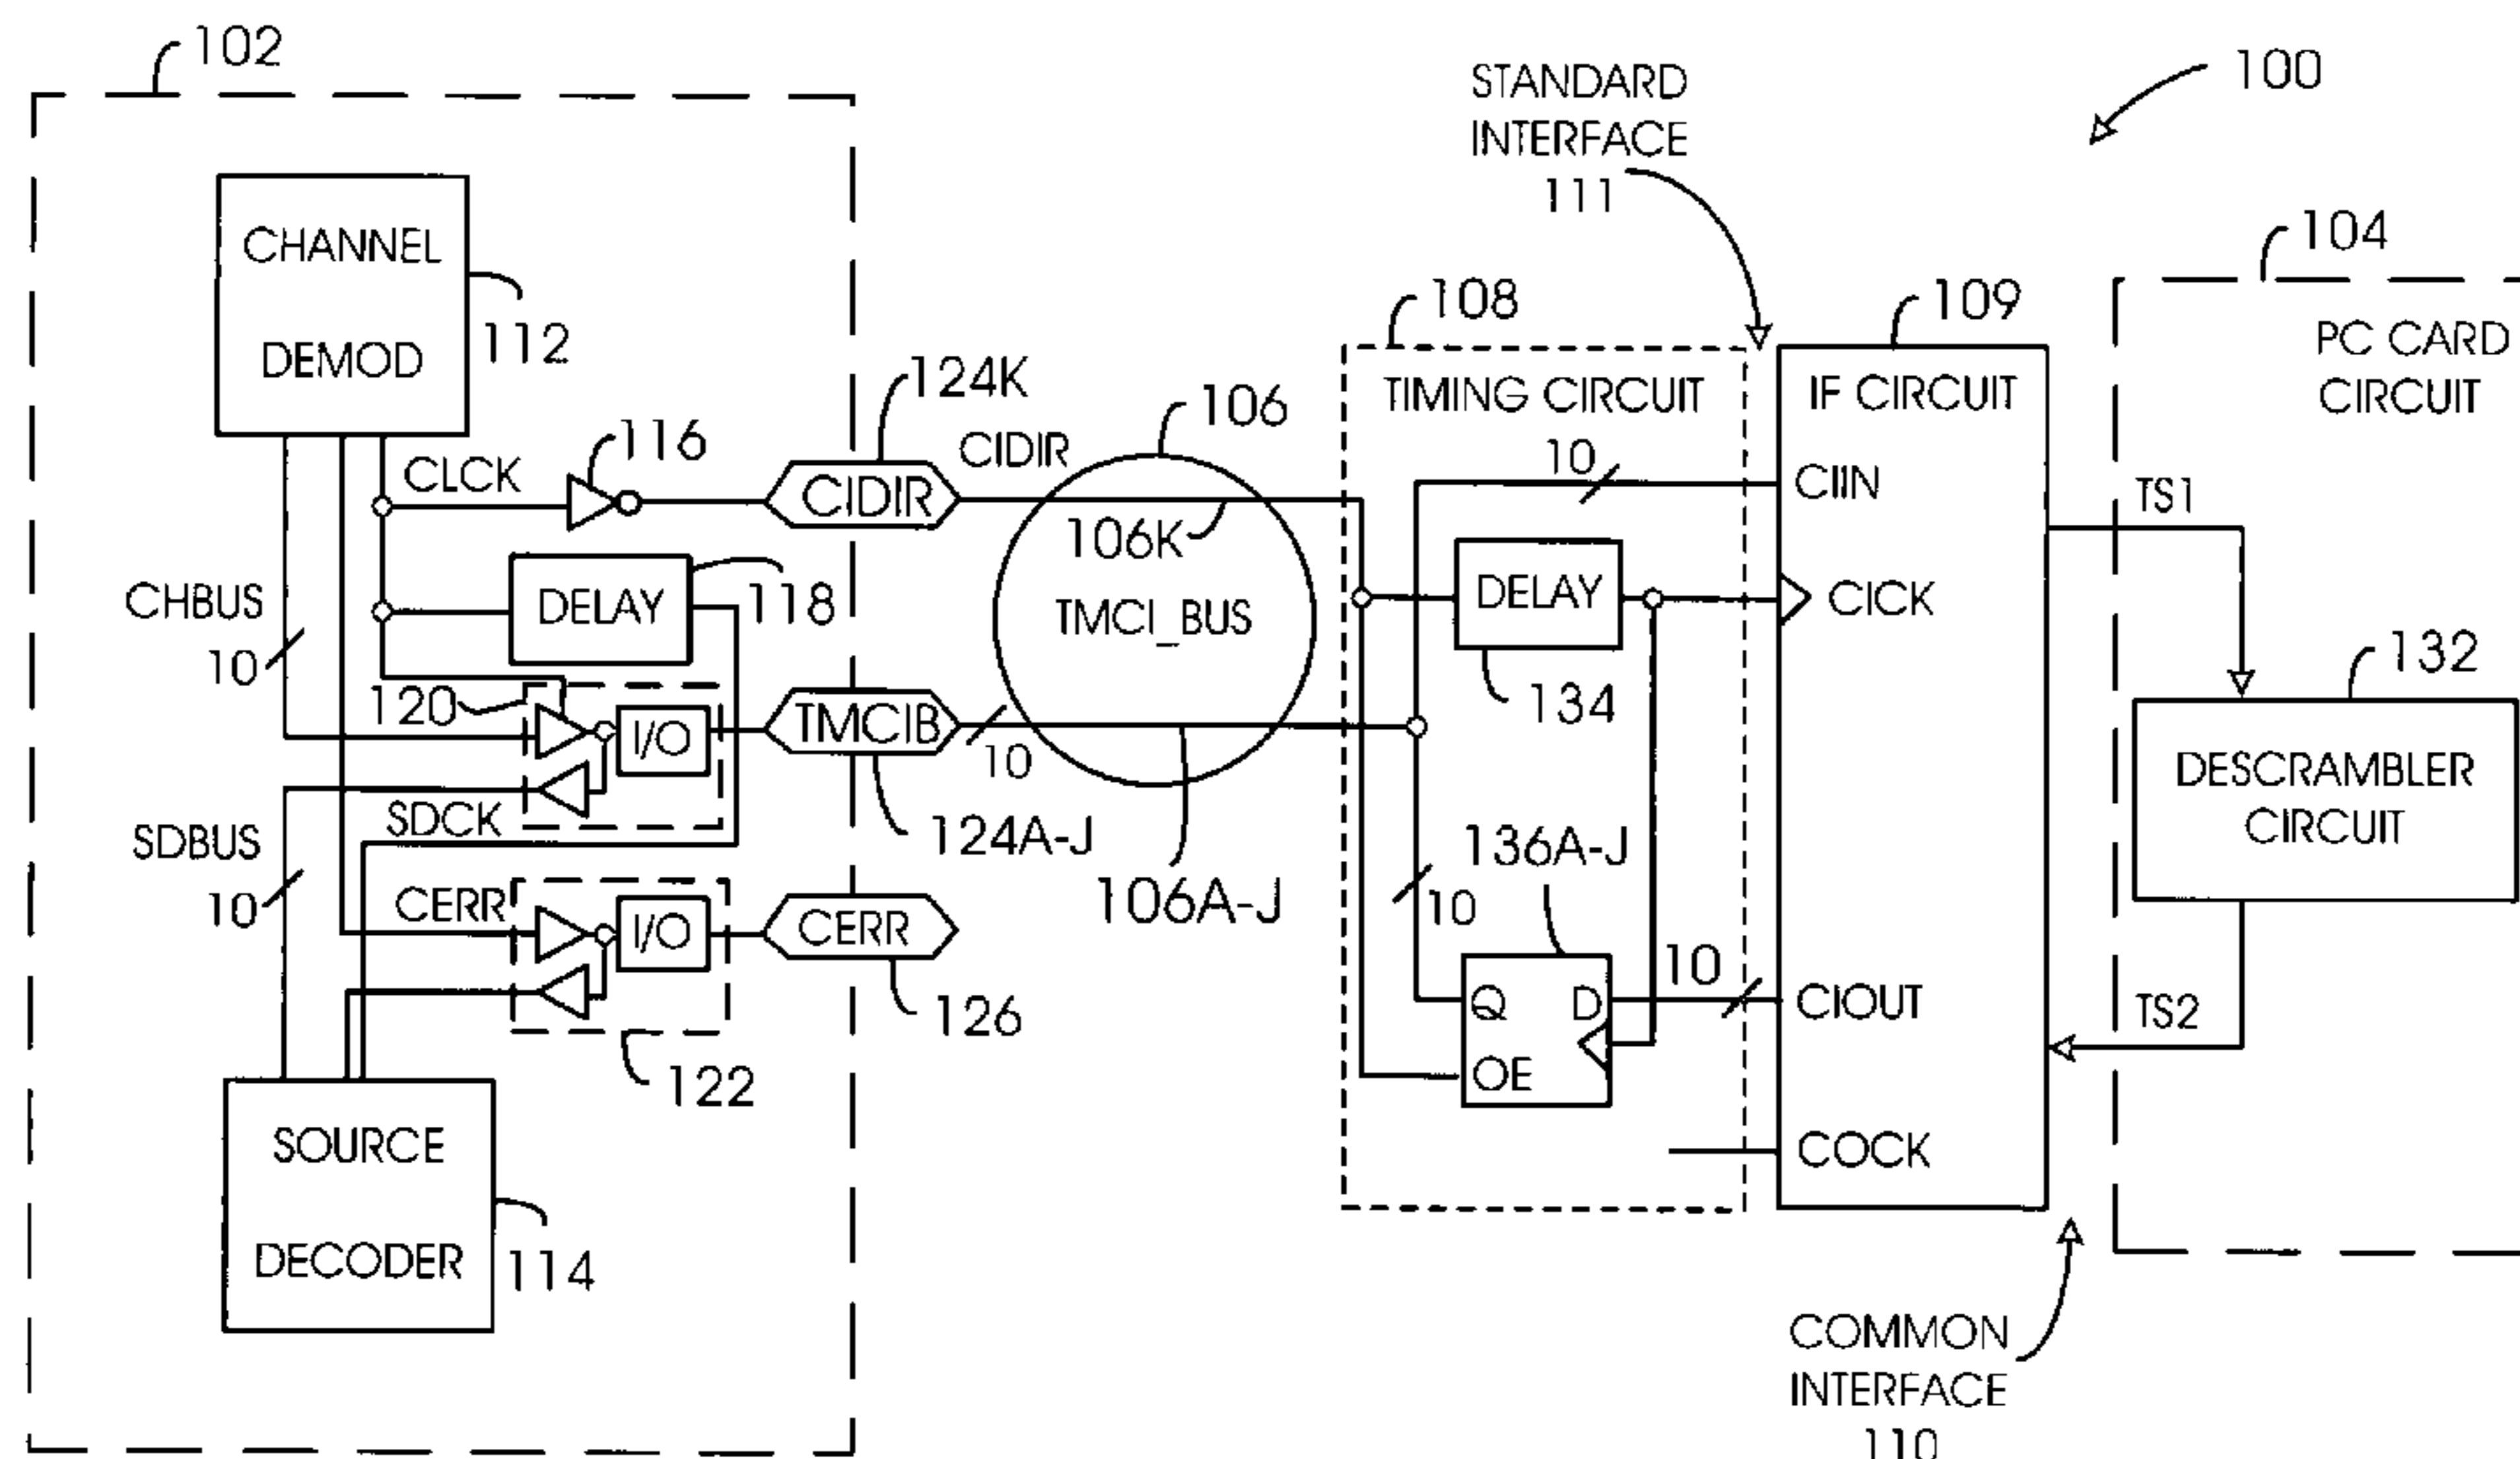 102
STANDARD
INTERFACE
111
100
104
CHANNEL
DEMOD
112
108
109
PC CARD
CIRCUIT
124K
106
TIMING CIRCUIT
IF CIRCUIT
116
CLCK
CIDIR
CIDIR
10
CIIN
TS1
106K
CHBUS
10
DELAY
118
TMCI_BUS
DELAY
CICK
134
132
120
I/O
TMCIB
10
DESCRAMBLER
CIRCUIT
SDCK
SDBUS
10
124A-J
106A-J
136A-J
10
10
CERR
I/O
CERR
126
Q
D
OE
CIOUT
TS2
122
SOURCE
DECODER
114
COCK
COMMON
INTERFACE
110